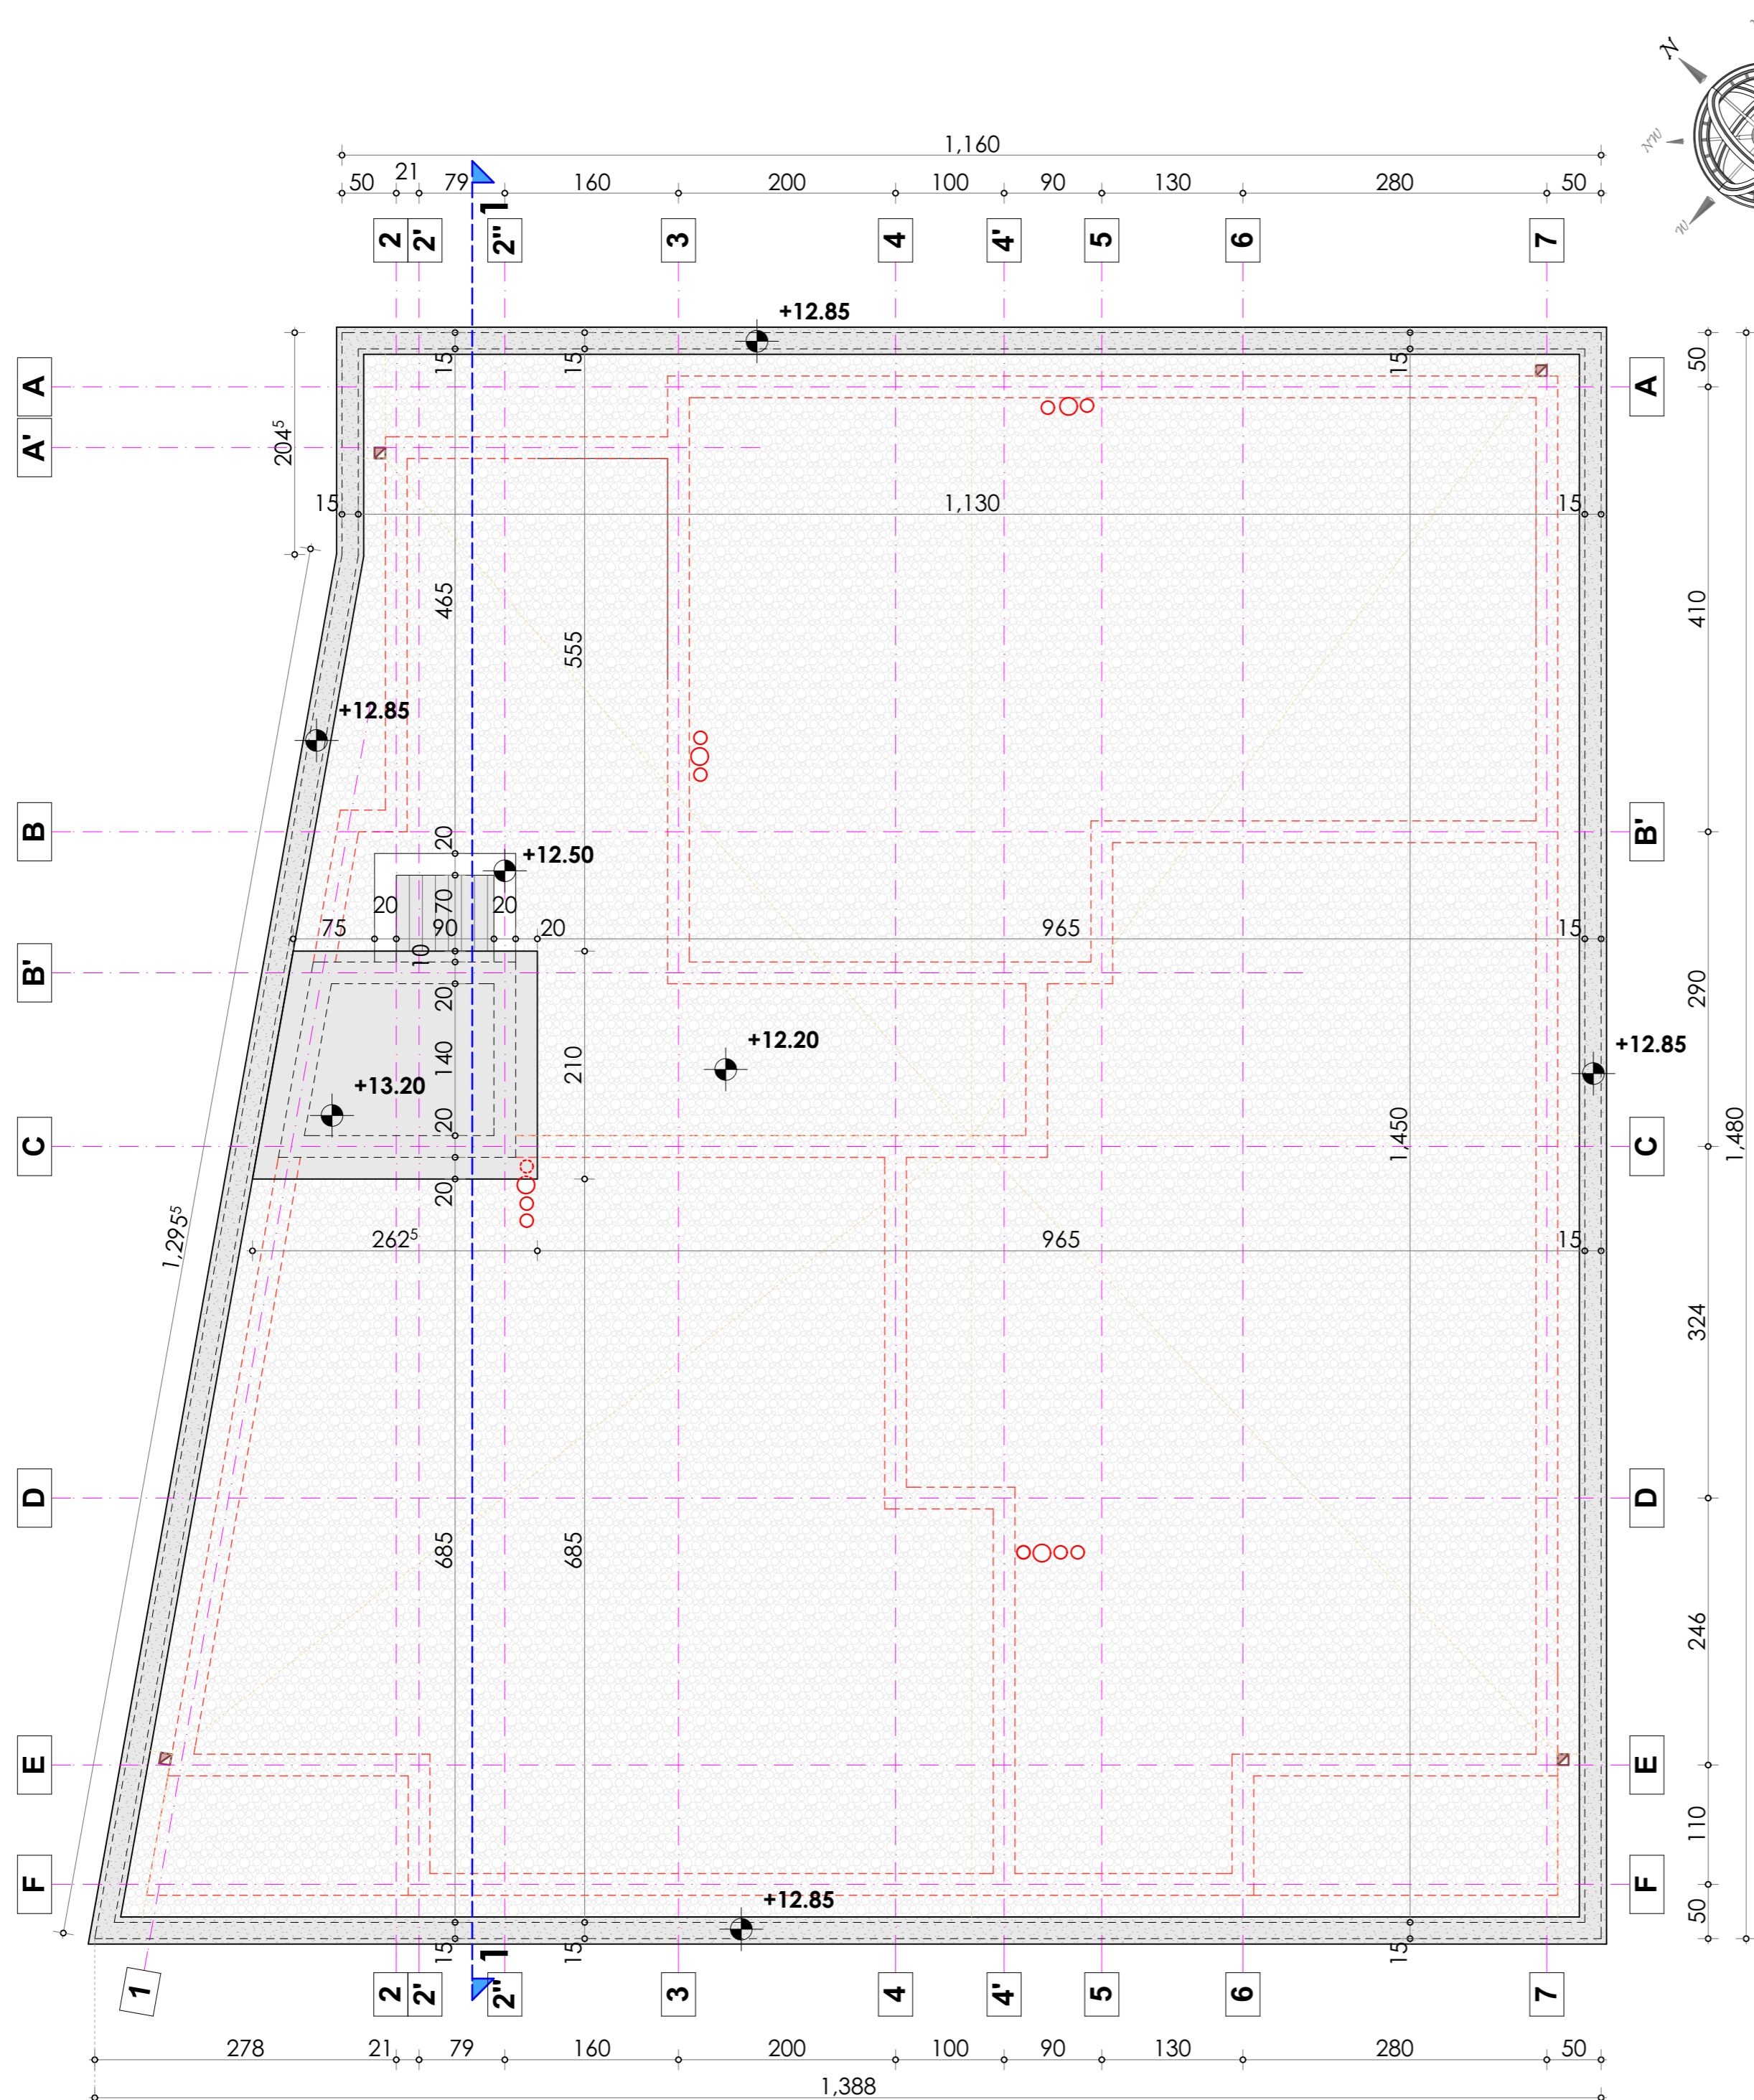 N
NW
W
1,160
50 21 79 160 200 100 90 130 280 50
1
2 2' 2" 3 4 4' 5 6 7
+12.85
15 15 15
50
A A
A'
204⁵
15 1,130 15
465
555
410
+12.85
B B'
20
+12.50
70
20 20
75 90 20 965 15
10
B'
20
290
+12.20
+12.85
140 210
+13.20
20
C C
1,450
1,480
20
1,295⁵
262⁵ 965 15
324
D D
685 685
246
E E
110
F F
+12.85
50
15 15 15
1
1
2 2' 2" 3 4 4' 5 6 7
278 21 79 160 200 100 90 130 280 50
1,388